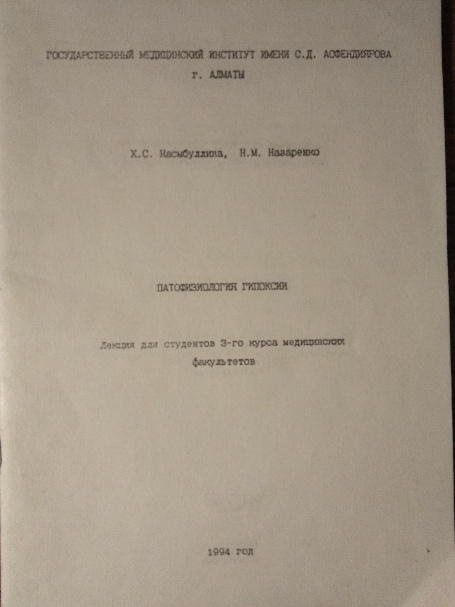 ГОСУДАРСТВЕННЫЙ МЕДИЦИНСКИЙ ИНСТИТУТ ИМЕНИ С.Д. АСФЕНДИЯРОВА
г. АЛМАТЫ
Х.С. Насыбуллина, Н.М. Назаренко
ПАТОФИЗИОЛОГИЯ ГИПОКСИИ
Лекция для студентов 3-го курса медицинских
факультетов
1994 год